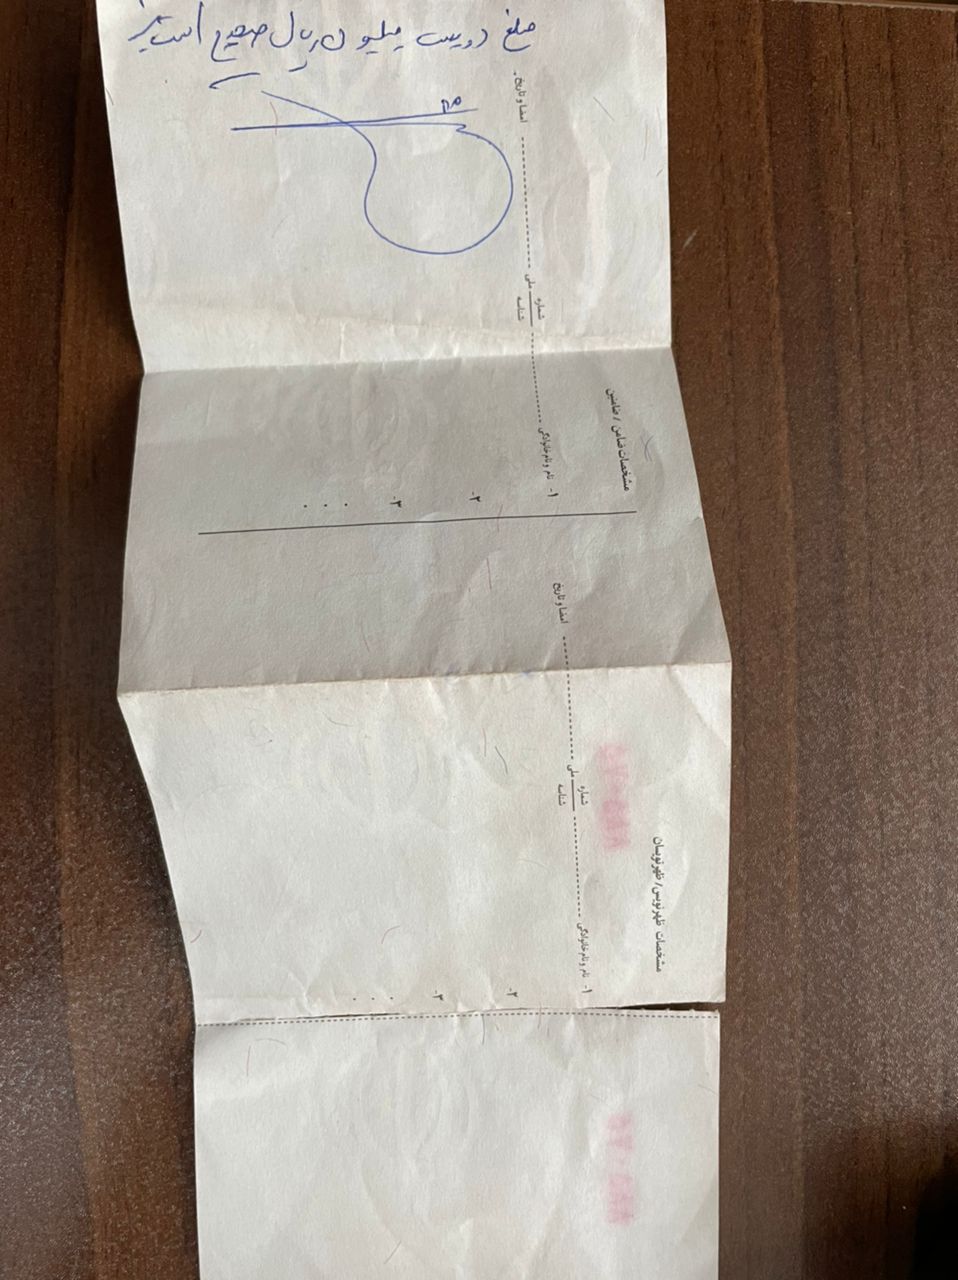 مبلغ دویست میلیون ریال صحیح است
مشخصات ضامن / ضامنین
۱- نام و نام خانوادگی ------------ شماره ملی شناسه ------------ امضا و تاریخ
۲-
۳-
. . .
مشخصات ظهرنویس / ظهرنویسان
۱- نام و نام خانوادگی ------------ شماره ملی شناسه ------------ امضا و تاریخ
۲-
۳-
. . .